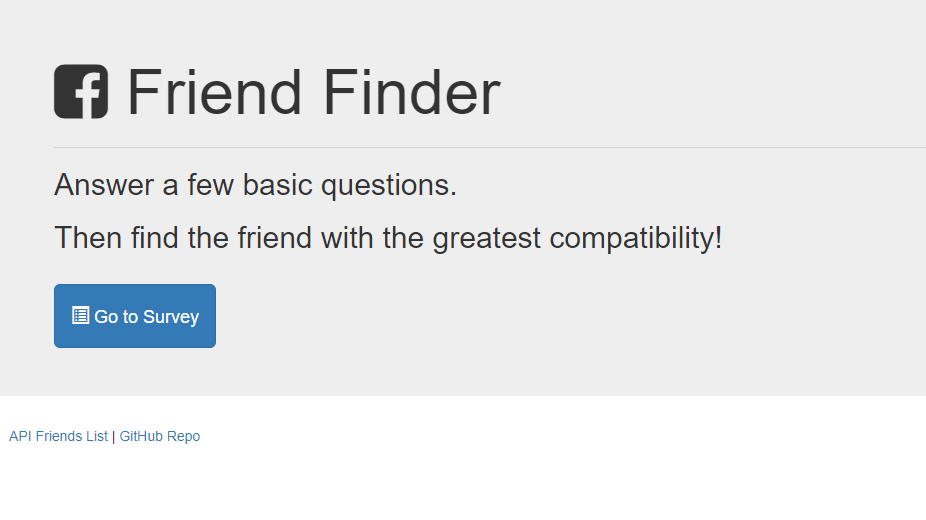 Friend Finder
Answer a few basic questions.
Then find the friend with the greatest compatibility!
Go to Survey
API Friends List | GitHub Repo